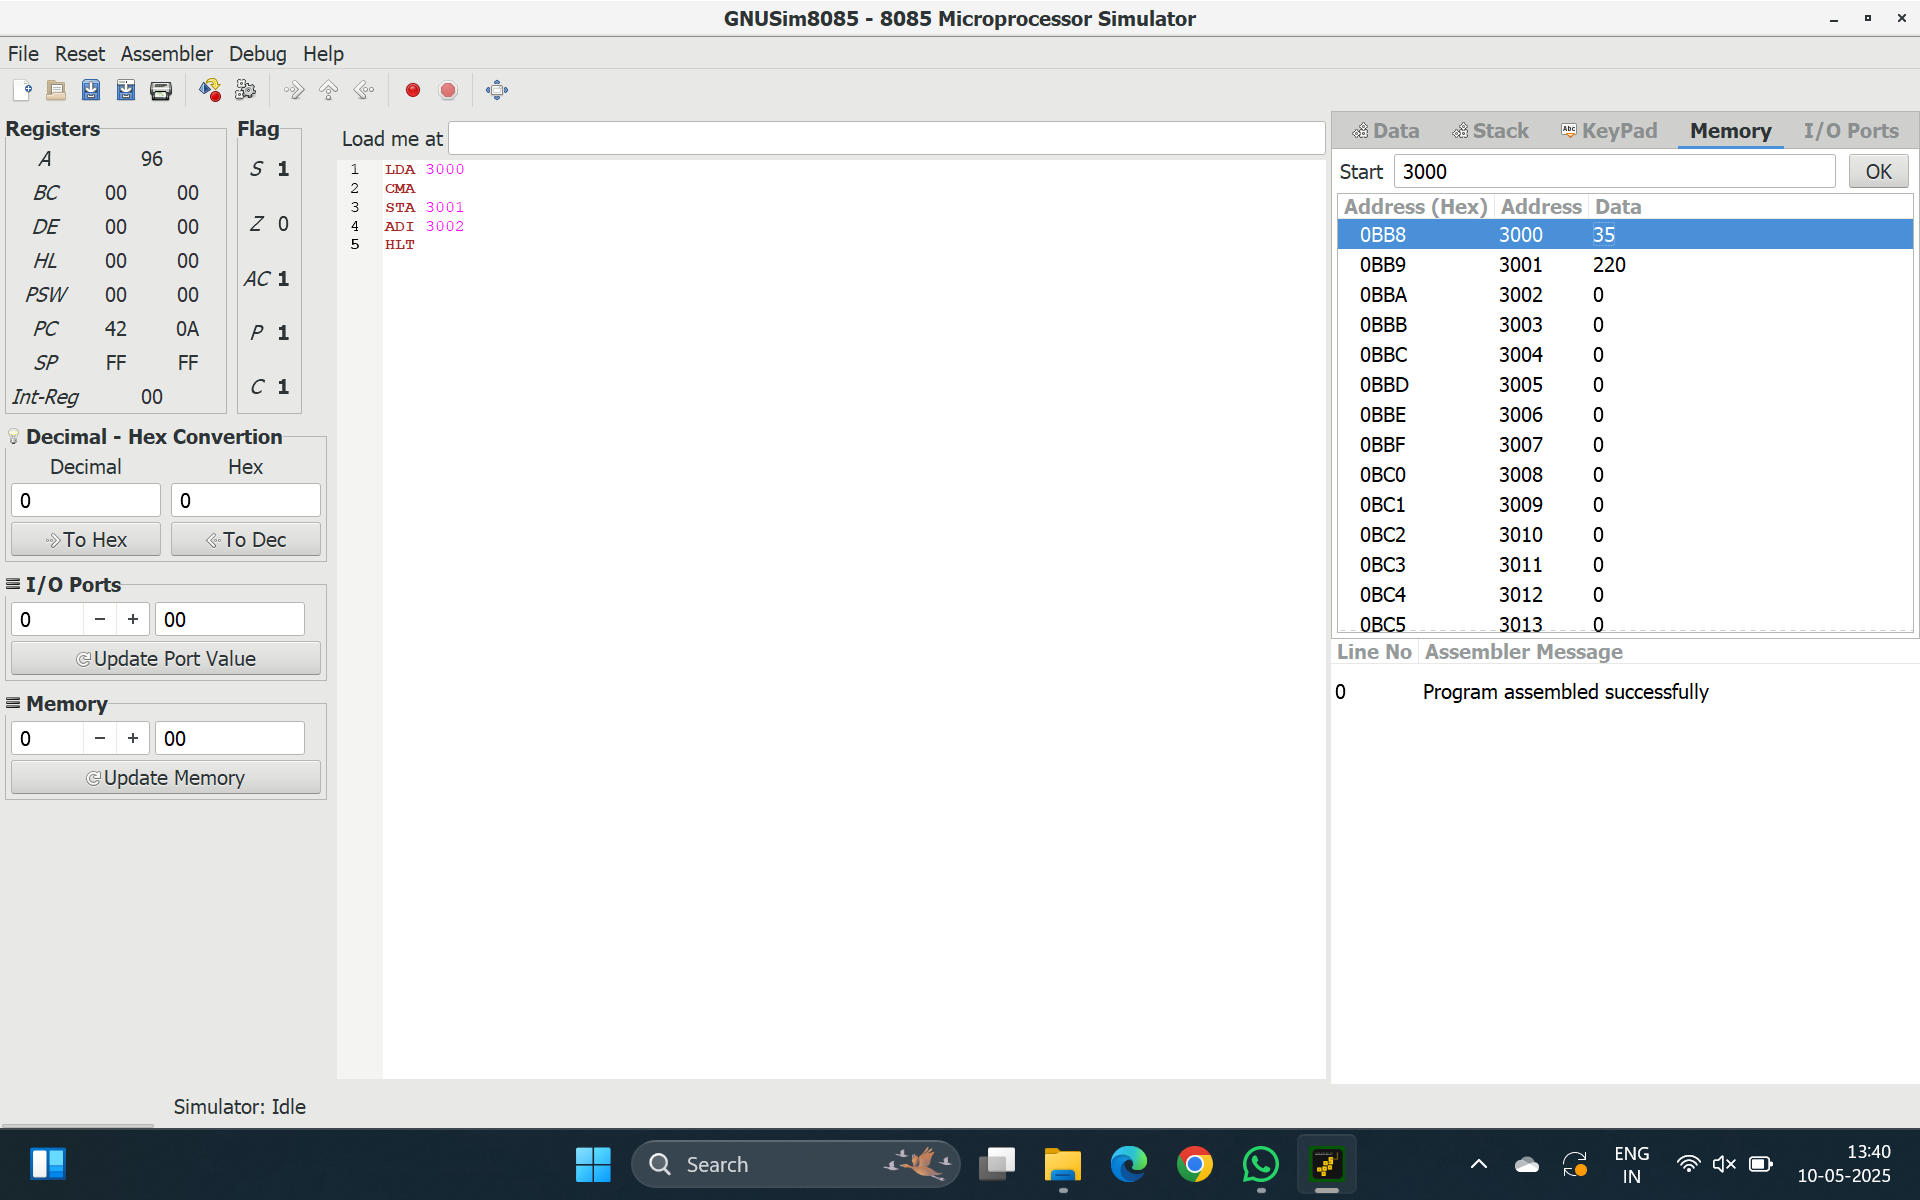 GNUSim8085 - 8085 Microprocessor Simulator
File Reset Assembler Debug Help
Registers
A 96
BC 00 00
DE 00 00
HL 00 00
PSW 00 00
PC 42 0A
SP FF FF
Int-Reg 00
Flag
S 1
Z 0
AC 1
P 1
C 1
Decimal - Hex Convertion
Decimal Hex
0 0
To Hex To Dec
I/O Ports
0 − + 00
Update Port Value
Memory
0 − + 00
Update Memory
Load me at
1 LDA 3000
2 CMA
3 STA 3001
4 ADI 3002
5 HLT
Data Stack Abc KeyPad Memory I/O Ports
Start 3000 OK
Address (Hex) Address Data
0BB8 3000 35
0BB9 3001 220
0BBA 3002 0
0BBB 3003 0
0BBC 3004 0
0BBD 3005 0
0BBE 3006 0
0BBF 3007 0
0BC0 3008 0
0BC1 3009 0
0BC2 3010 0
0BC3 3011 0
0BC4 3012 0
0BC5 3013 0
Line No Assembler Message
0 Program assembled successfully
Simulator: Idle
Search
ENG
IN
13:40
10-05-2025